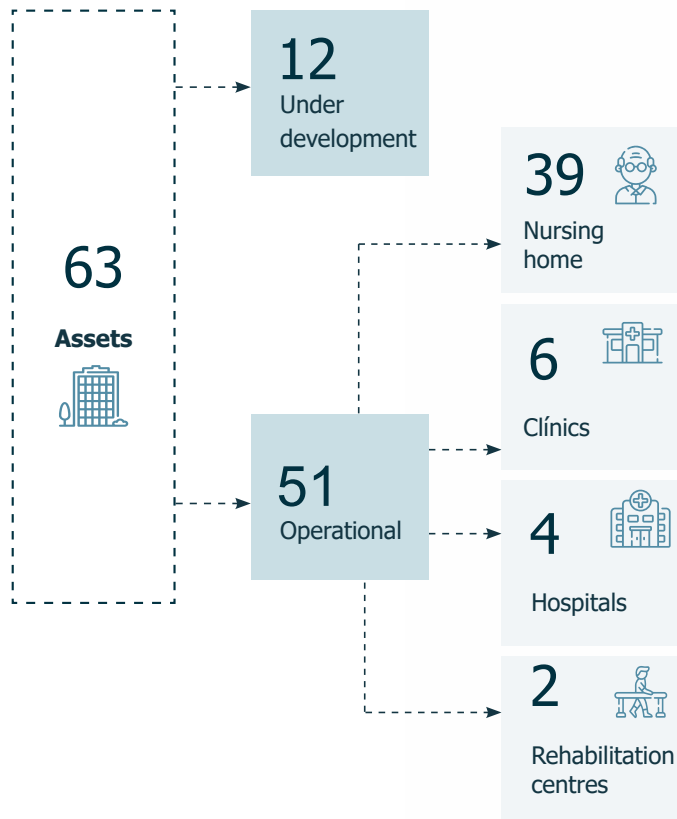 63
Assets
12
Under
development
51
Operational
39
Nursing
home
6
Clínics
4
Hospitals
2
Rehabilitation
centres